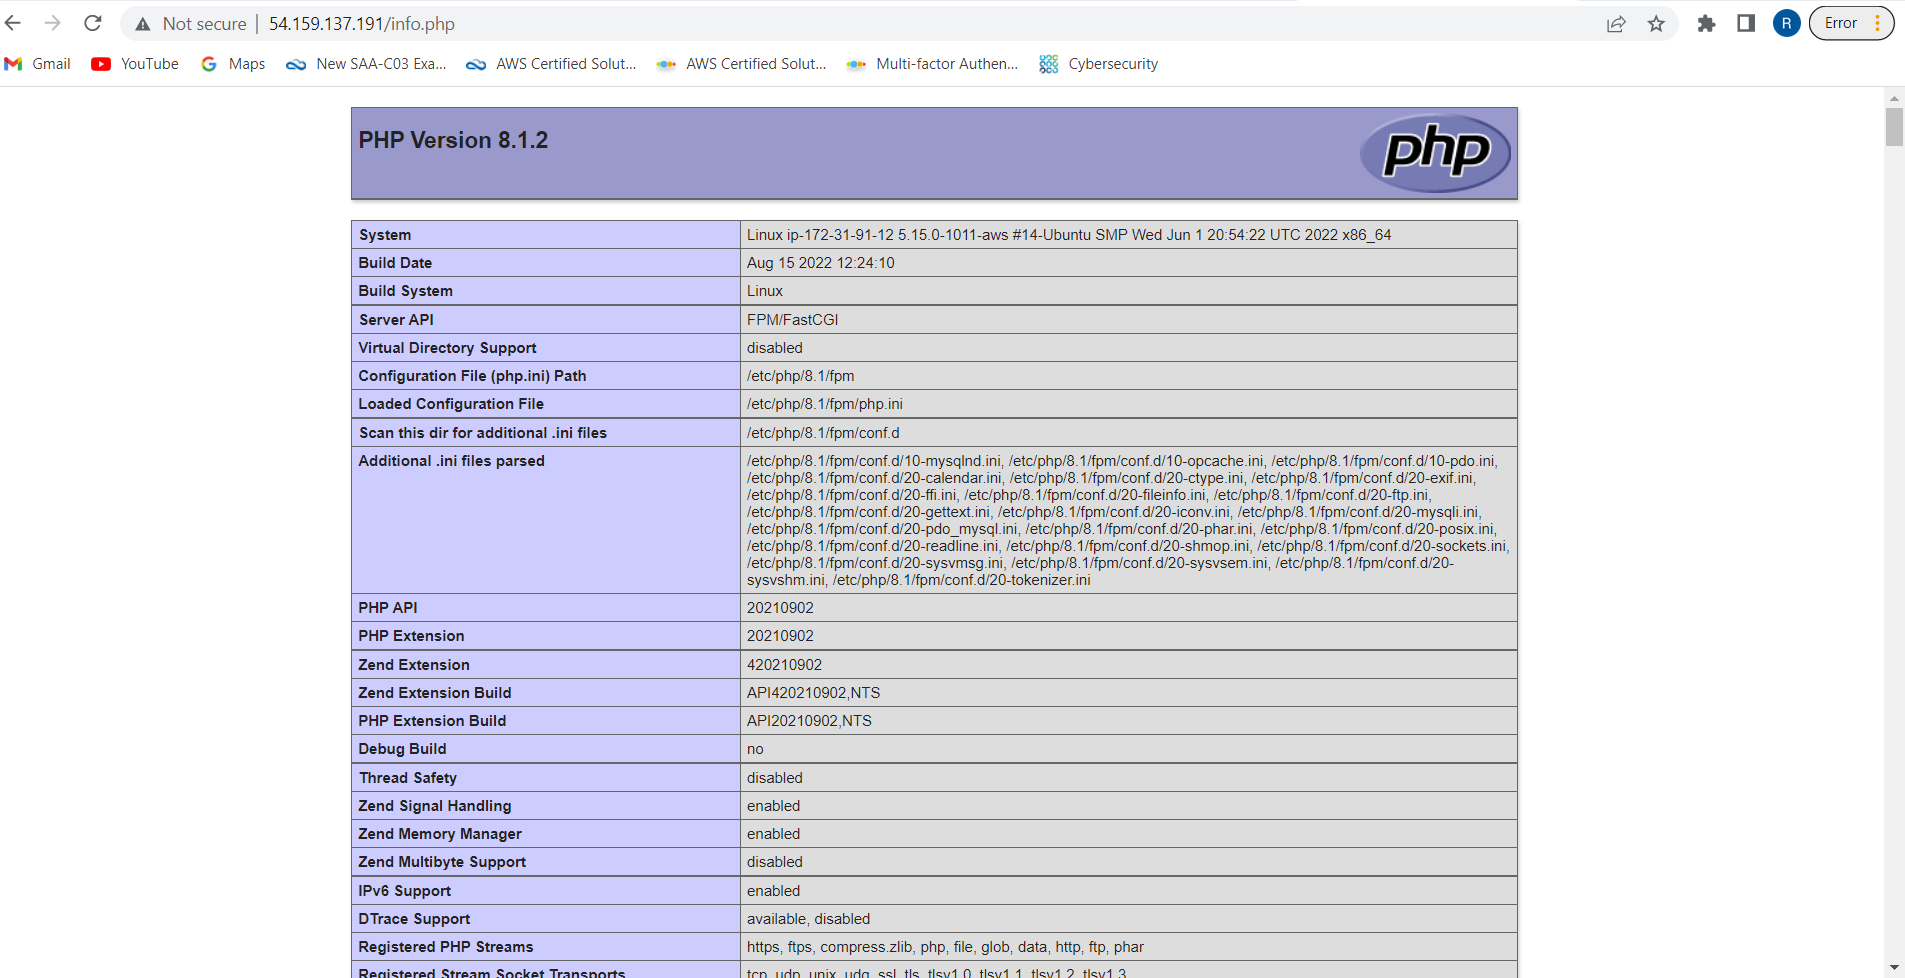 Not secure | 54.159.137.191/info.php
R
Error
Gmail
YouTube
Maps
New SAA-C03 Exa...
AWS Certified Solut...
AWS Certified Solut...
Multi-factor Authen...
Cybersecurity
PHP Version 8.1.2
php
System Linux ip-172-31-91-12 5.15.0-1011-aws #14-Ubuntu SMP Wed Jun 1 20:54:22 UTC 2022 x86_64
Build Date Aug 15 2022 12:24:10
Build System Linux
Server API FPM/FastCGI
Virtual Directory Support disabled
Configuration File (php.ini) Path /etc/php/8.1/fpm
Loaded Configuration File /etc/php/8.1/fpm/php.ini
Scan this dir for additional .ini files /etc/php/8.1/fpm/conf.d
Additional .ini files parsed /etc/php/8.1/fpm/conf.d/10-mysqlnd.ini, /etc/php/8.1/fpm/conf.d/10-opcache.ini, /etc/php/8.1/fpm/conf.d/10-pdo.ini,
/etc/php/8.1/fpm/conf.d/20-calendar.ini, /etc/php/8.1/fpm/conf.d/20-ctype.ini, /etc/php/8.1/fpm/conf.d/20-exif.ini,
/etc/php/8.1/fpm/conf.d/20-ffi.ini, /etc/php/8.1/fpm/conf.d/20-fileinfo.ini, /etc/php/8.1/fpm/conf.d/20-ftp.ini,
/etc/php/8.1/fpm/conf.d/20-gettext.ini, /etc/php/8.1/fpm/conf.d/20-iconv.ini, /etc/php/8.1/fpm/conf.d/20-mysqli.ini,
/etc/php/8.1/fpm/conf.d/20-pdo_mysql.ini, /etc/php/8.1/fpm/conf.d/20-phar.ini, /etc/php/8.1/fpm/conf.d/20-posix.ini,
/etc/php/8.1/fpm/conf.d/20-readline.ini, /etc/php/8.1/fpm/conf.d/20-shmop.ini, /etc/php/8.1/fpm/conf.d/20-sockets.ini,
/etc/php/8.1/fpm/conf.d/20-sysvmsg.ini, /etc/php/8.1/fpm/conf.d/20-sysvsem.ini, /etc/php/8.1/fpm/conf.d/20-
sysvshm.ini, /etc/php/8.1/fpm/conf.d/20-tokenizer.ini
PHP API 20210902
PHP Extension 20210902
Zend Extension 420210902
Zend Extension Build API420210902,NTS
PHP Extension Build API20210902,NTS
Debug Build no
Thread Safety disabled
Zend Signal Handling enabled
Zend Memory Manager enabled
Zend Multibyte Support disabled
IPv6 Support enabled
DTrace Support available, disabled
Registered PHP Streams https, ftps, compress.zlib, php, file, glob, data, http, ftp, phar
Registered Stream Socket Transports tcp, udp, unix, udg, ssl, tls, tlsv1.0, tlsv1.1, tlsv1.2, tlsv1.3